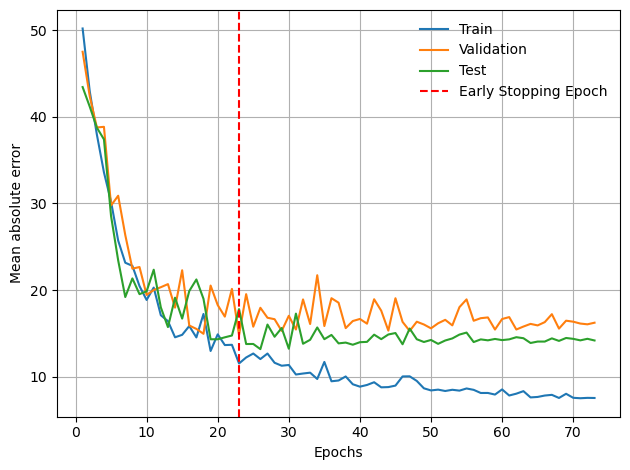 50
40
30
20
10
Mean absolute error
Train
Validation
Test
Early Stopping Epoch
0 10 20 30 40 50 60 70
Epochs